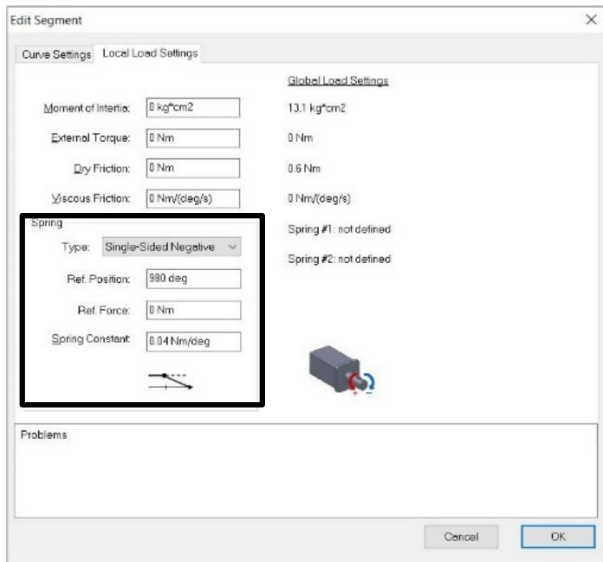 Edit Segment
Curve Settings Local Load Settings
Global Load Settings
Moment of Intertia: 0 kg*cm2 13.1 kg*cm2
External Torque: 0 Nm 0 Nm
Dry Friction: 0 Nm 0.6 Nm
Viscous Friction: 0 Nm/(deg/s) 0 Nm/(deg/s)
Spring Spring #1: not defined
Type: Single-Sided Negative Spring #2: not defined
Ref. Position: 980 deg
Ref. Force: 0 Nm
Spring Constant: 0.04 Nm/deg
Problems
Cancel OK